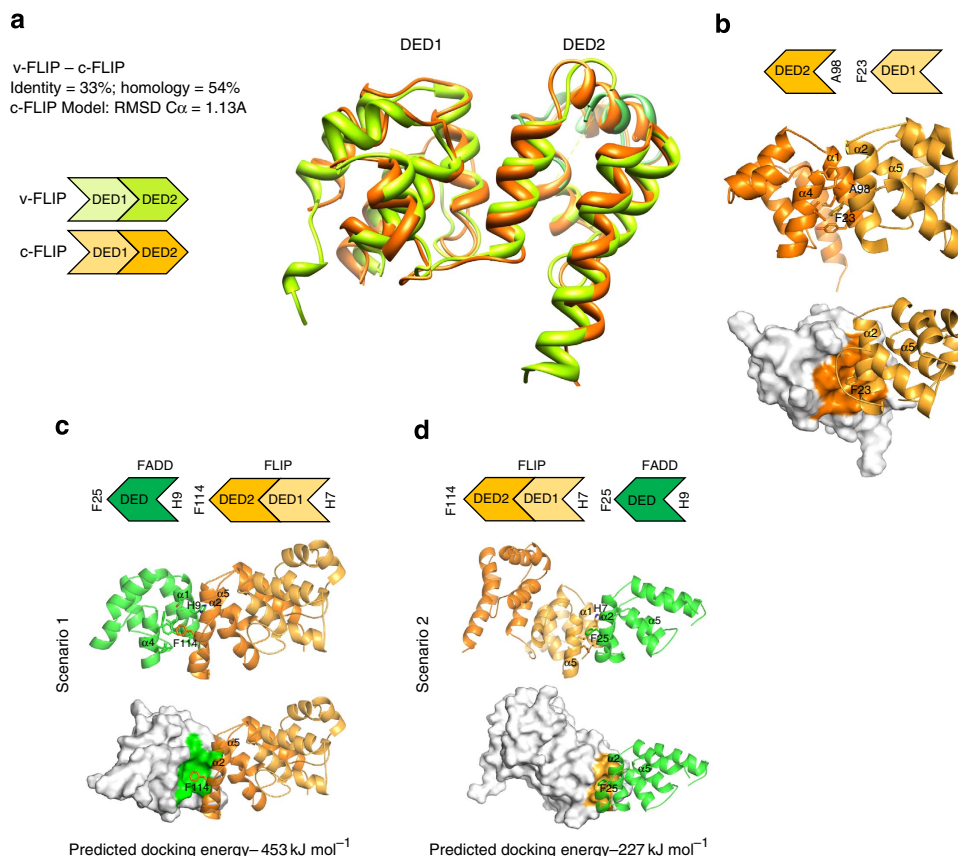 a
v-FLIP – c-FLIP
Identity = 33%; homology = 54%
c-FLIP Model: RMSD Cα = 1.13A
DED1
DED2
v-FLIP
DED1
DED2
c-FLIP
DED1
DED2
b
DED2
A98
F23
DED1
α1
α2
α5
α4
A98
F23
α2
α5
F23
c
FADD
FLIP
F25
DED
H9
F114
DED2
DED1
H7
Scenario 1
α1
H9
α5
α2
α4
F114
α5
α2
F114
Predicted docking energy– 453 kJ mol−1
d
FLIP
FADD
F114
DED2
DED1
H7
F25
DED
H9
Scenario 2
α1
H7
α2
F25
α5
α5
α2
α5
F25
Predicted docking energy–227 kJ mol−1